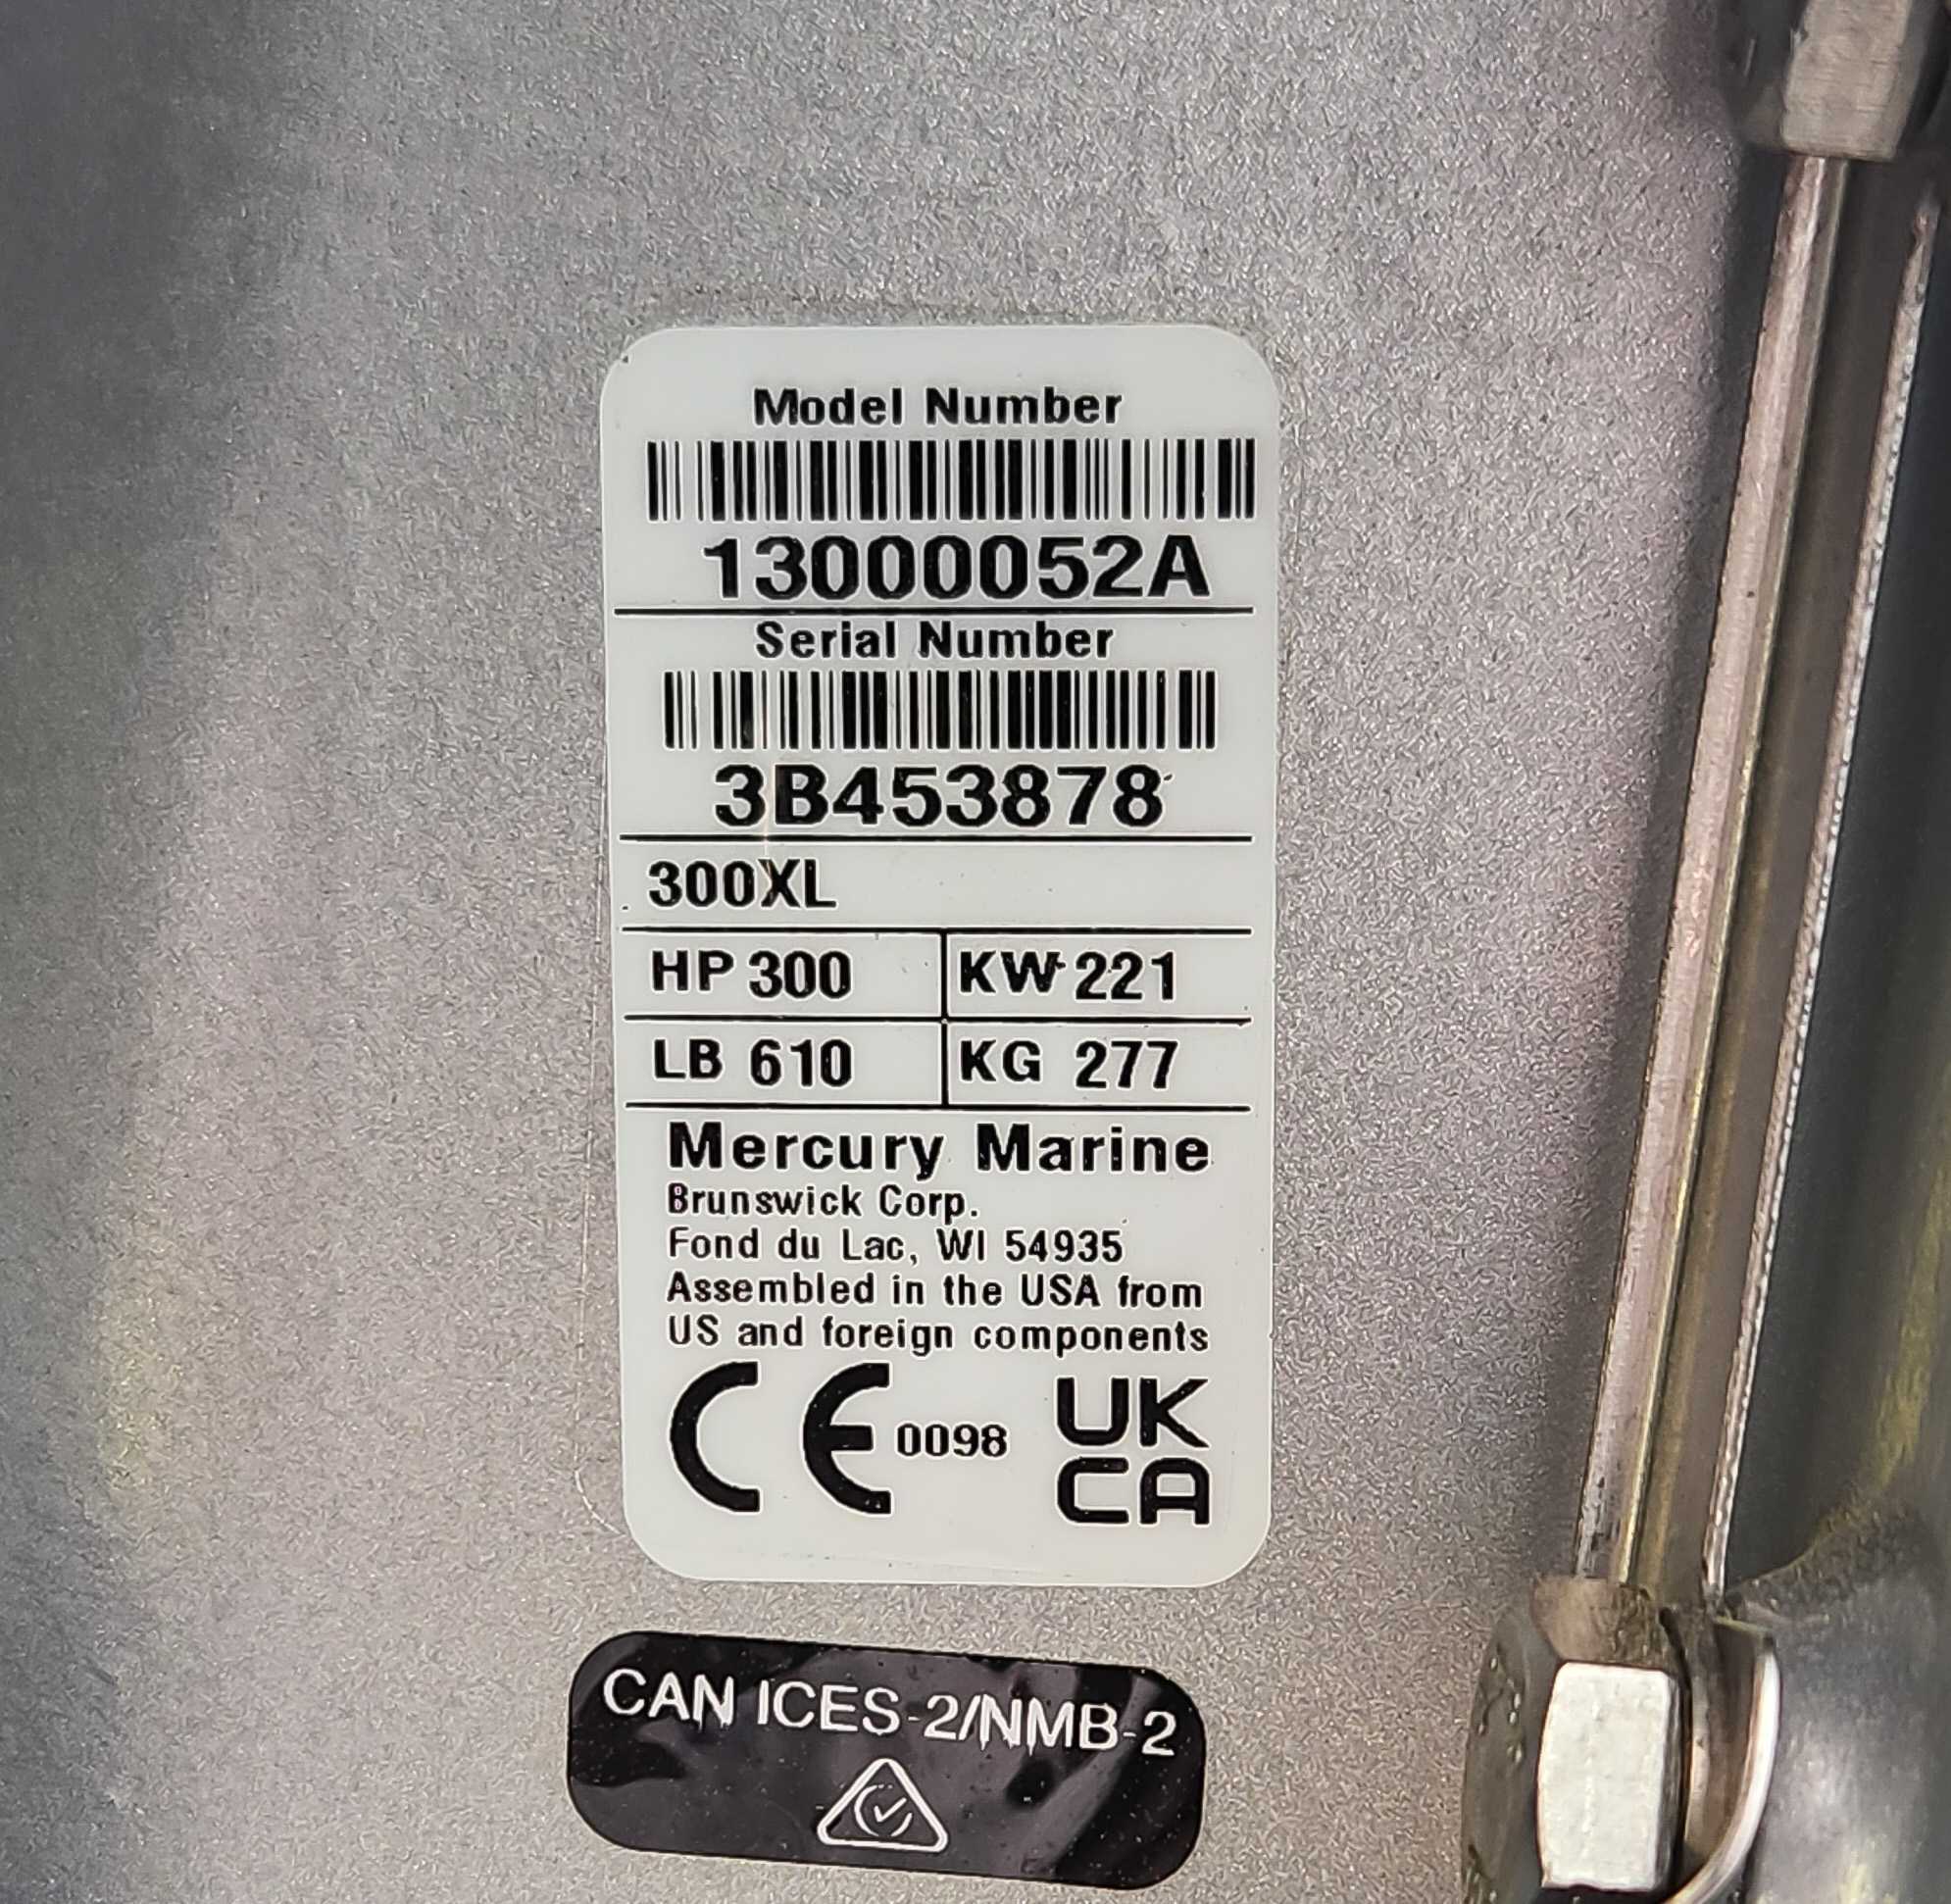 Model Number
13000052A
Serial Number
3B453878
300XL
HP 300 KW 221
LB 610 KG 277
Mercury Marine
Brunswick Corp.
Fond du Lac, WI 54935
Assembled in the USA from
US and foreign components
CE 0098 UK
CA
CAN ICES-2/NMB-2